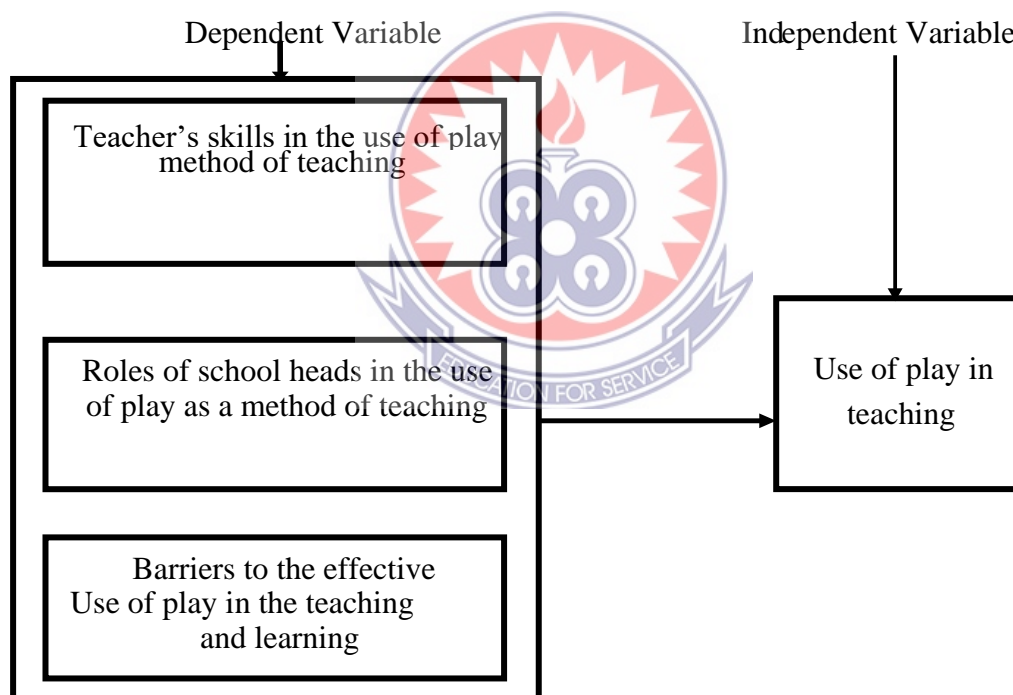 Dependent Variable
Independent Variable
Teacher's skills in the use of play
method of teaching
Roles of school heads in the use
of play as a method of teaching
Barriers to the effective
Use of play in the teaching
and learning
Use of play in
teaching
EDUCATION FOR SERVICE